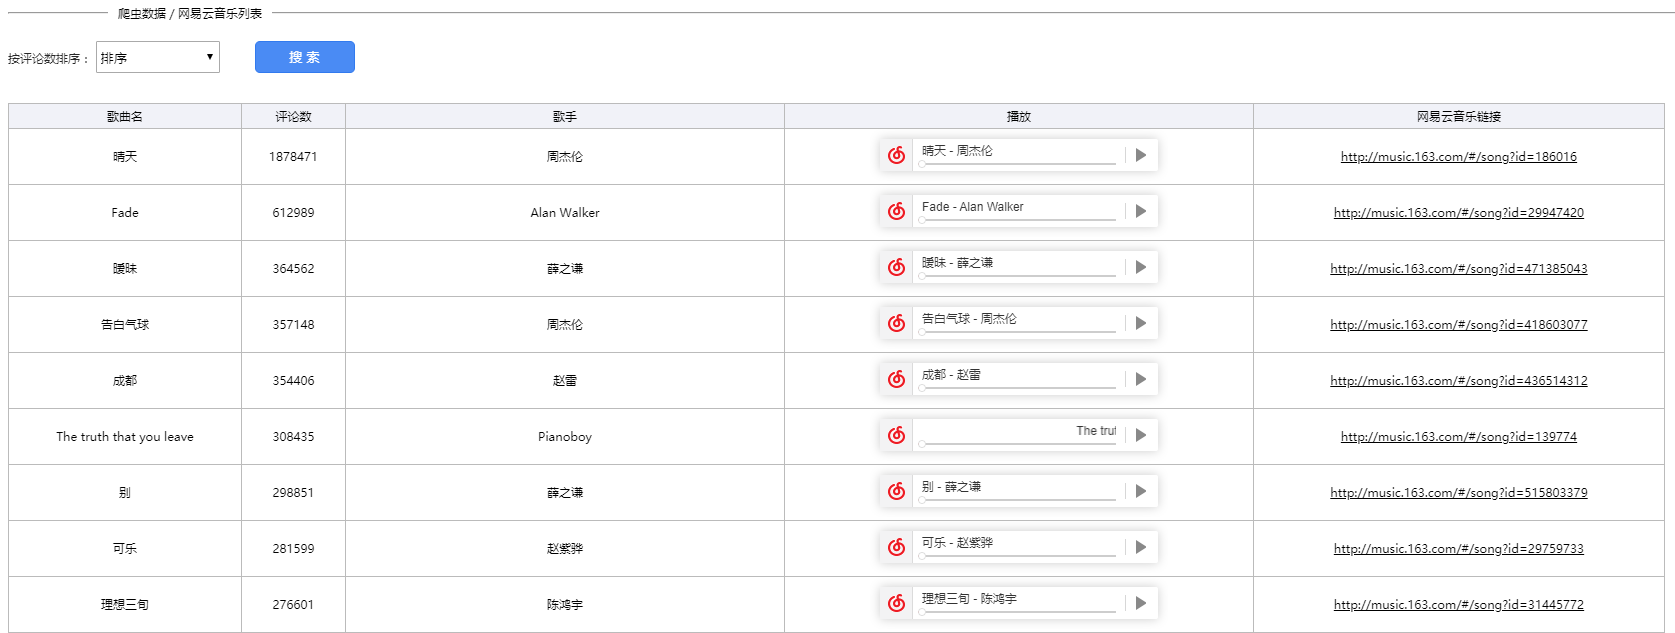 爬虫数据 / 网易云音乐列表
按评论数排序： 排序 搜 索
歌曲名 评论数 歌手 播放 网易云音乐链接
晴天 1878471 周杰伦 晴天 - 周杰伦 http://music.163.com/#/song?id=186016
Fade 612989 Alan Walker Fade - Alan Walker http://music.163.com/#/song?id=29947420
暧昧 364562 薛之谦 暧昧 - 薛之谦 http://music.163.com/#/song?id=471385043
告白气球 357148 周杰伦 告白气球 - 周杰伦 http://music.163.com/#/song?id=418603077
成都 354406 赵雷 成都 - 赵雷 http://music.163.com/#/song?id=436514312
The truth that you leave 308435 Pianoboy The trut http://music.163.com/#/song?id=139774
别 298851 薛之谦 别 - 薛之谦 http://music.163.com/#/song?id=515803379
可乐 281599 赵紫骅 可乐 - 赵紫骅 http://music.163.com/#/song?id=29759733
理想三旬 276601 陈鸿宇 理想三旬 - 陈鸿宇 http://music.163.com/#/song?id=31445772